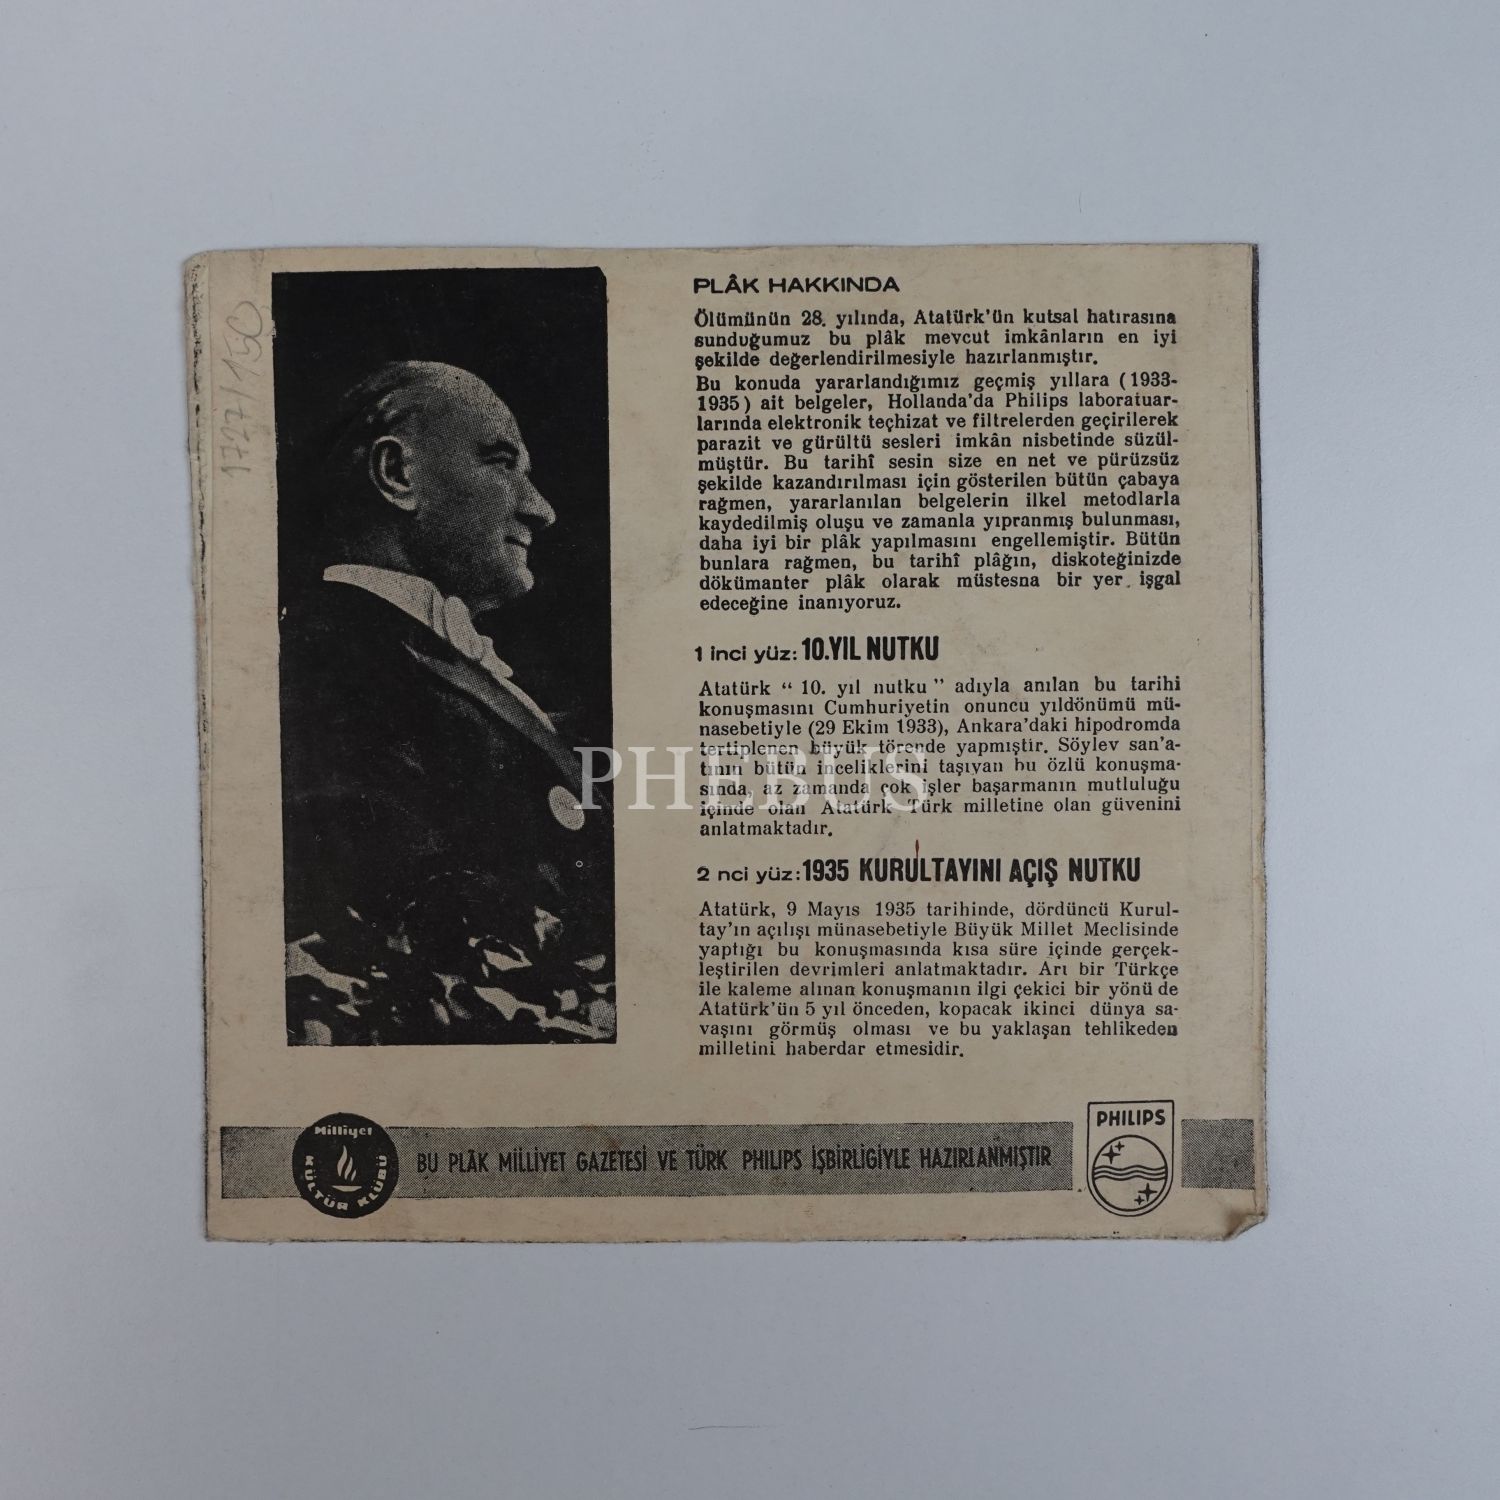 PLÂK HAKKINDA
Ölümünün 28. yılında, Atatürk'ün kutsal hatırasına
sunduğumuz bu plâk mevcut imkânların en iyi
şekilde değerlendirilmesiyle hazırlanmıştır.
Bu konuda yararlandığımız geçmiş yıllara (1933-
1935) ait belgeler, Hollanda'da Philips laboratuar-
larında elektronik teçhizat ve filtrelerden geçirilerek
parazit ve gürültü sesleri imkân nisbetinde süzül-
müştür. Bu tarihî sesin size en net ve pürüzsüz
şekilde kazandırılması için gösterilen bütün çabaya
rağmen, yararlanılan belgelerin ilkel metodlarla
kaydedilmiş oluşu ve zamanla yıpranmış bulunması,
daha iyi bir plâk yapılmasını engellemiştir. Bütün
bunlara rağmen, bu tarihî plâğın, diskoteğinizde
dökümanter plâk olarak müstesna bir yer işgal
edeceğine inanıyoruz.
1 inci yüz: 10.YIL NUTKU
Atatürk " 10. yıl nutku " adıyla anılan bu tarihi
konuşmasını Cumhuriyetin onuncu yıldönümü mü-
nasebetiyle (29 Ekim 1933), Ankara'daki hipodromda
tertiplenen büyük törende yapmıştır. Söylev san'a-
tının bütün inceliklerini taşıyan bu özlü konuşma-
sında, az zamanda çok işler başarmanın mutluluğu
içinde olan Atatürk Türk milletine olan güvenini
anlatmaktadır.
PHEBUS
2 nci yüz: 1935 KURULTAYINI AÇIŞ NUTKU
Atatürk, 9 Mayıs 1935 tarihinde, dördüncü Kurul-
tay'ın açılışı münasebetiyle Büyük Millet Meclisinde
yaptığı bu konuşmasında kısa süre içinde gerçek-
leştirilen devrimleri anlatmaktadır. Arı bir Türkçe
ile kaleme alınan konuşmanın ilgi çekici bir yönü de
Atatürk'ün 5 yıl önceden, kopacak ikinci dünya sa-
vaşını görmüş olması ve bu yaklaşan tehlikeden
milletini haberdar etmesidir.
Milliyet
KÜLTÜR KLÜBÜ
BU PLÂK MİLLİYET GAZETESİ VE TÜRK PHILIPS İŞBİRLİGİYLE HAZIRLANMIŞTIR
PHILIPS